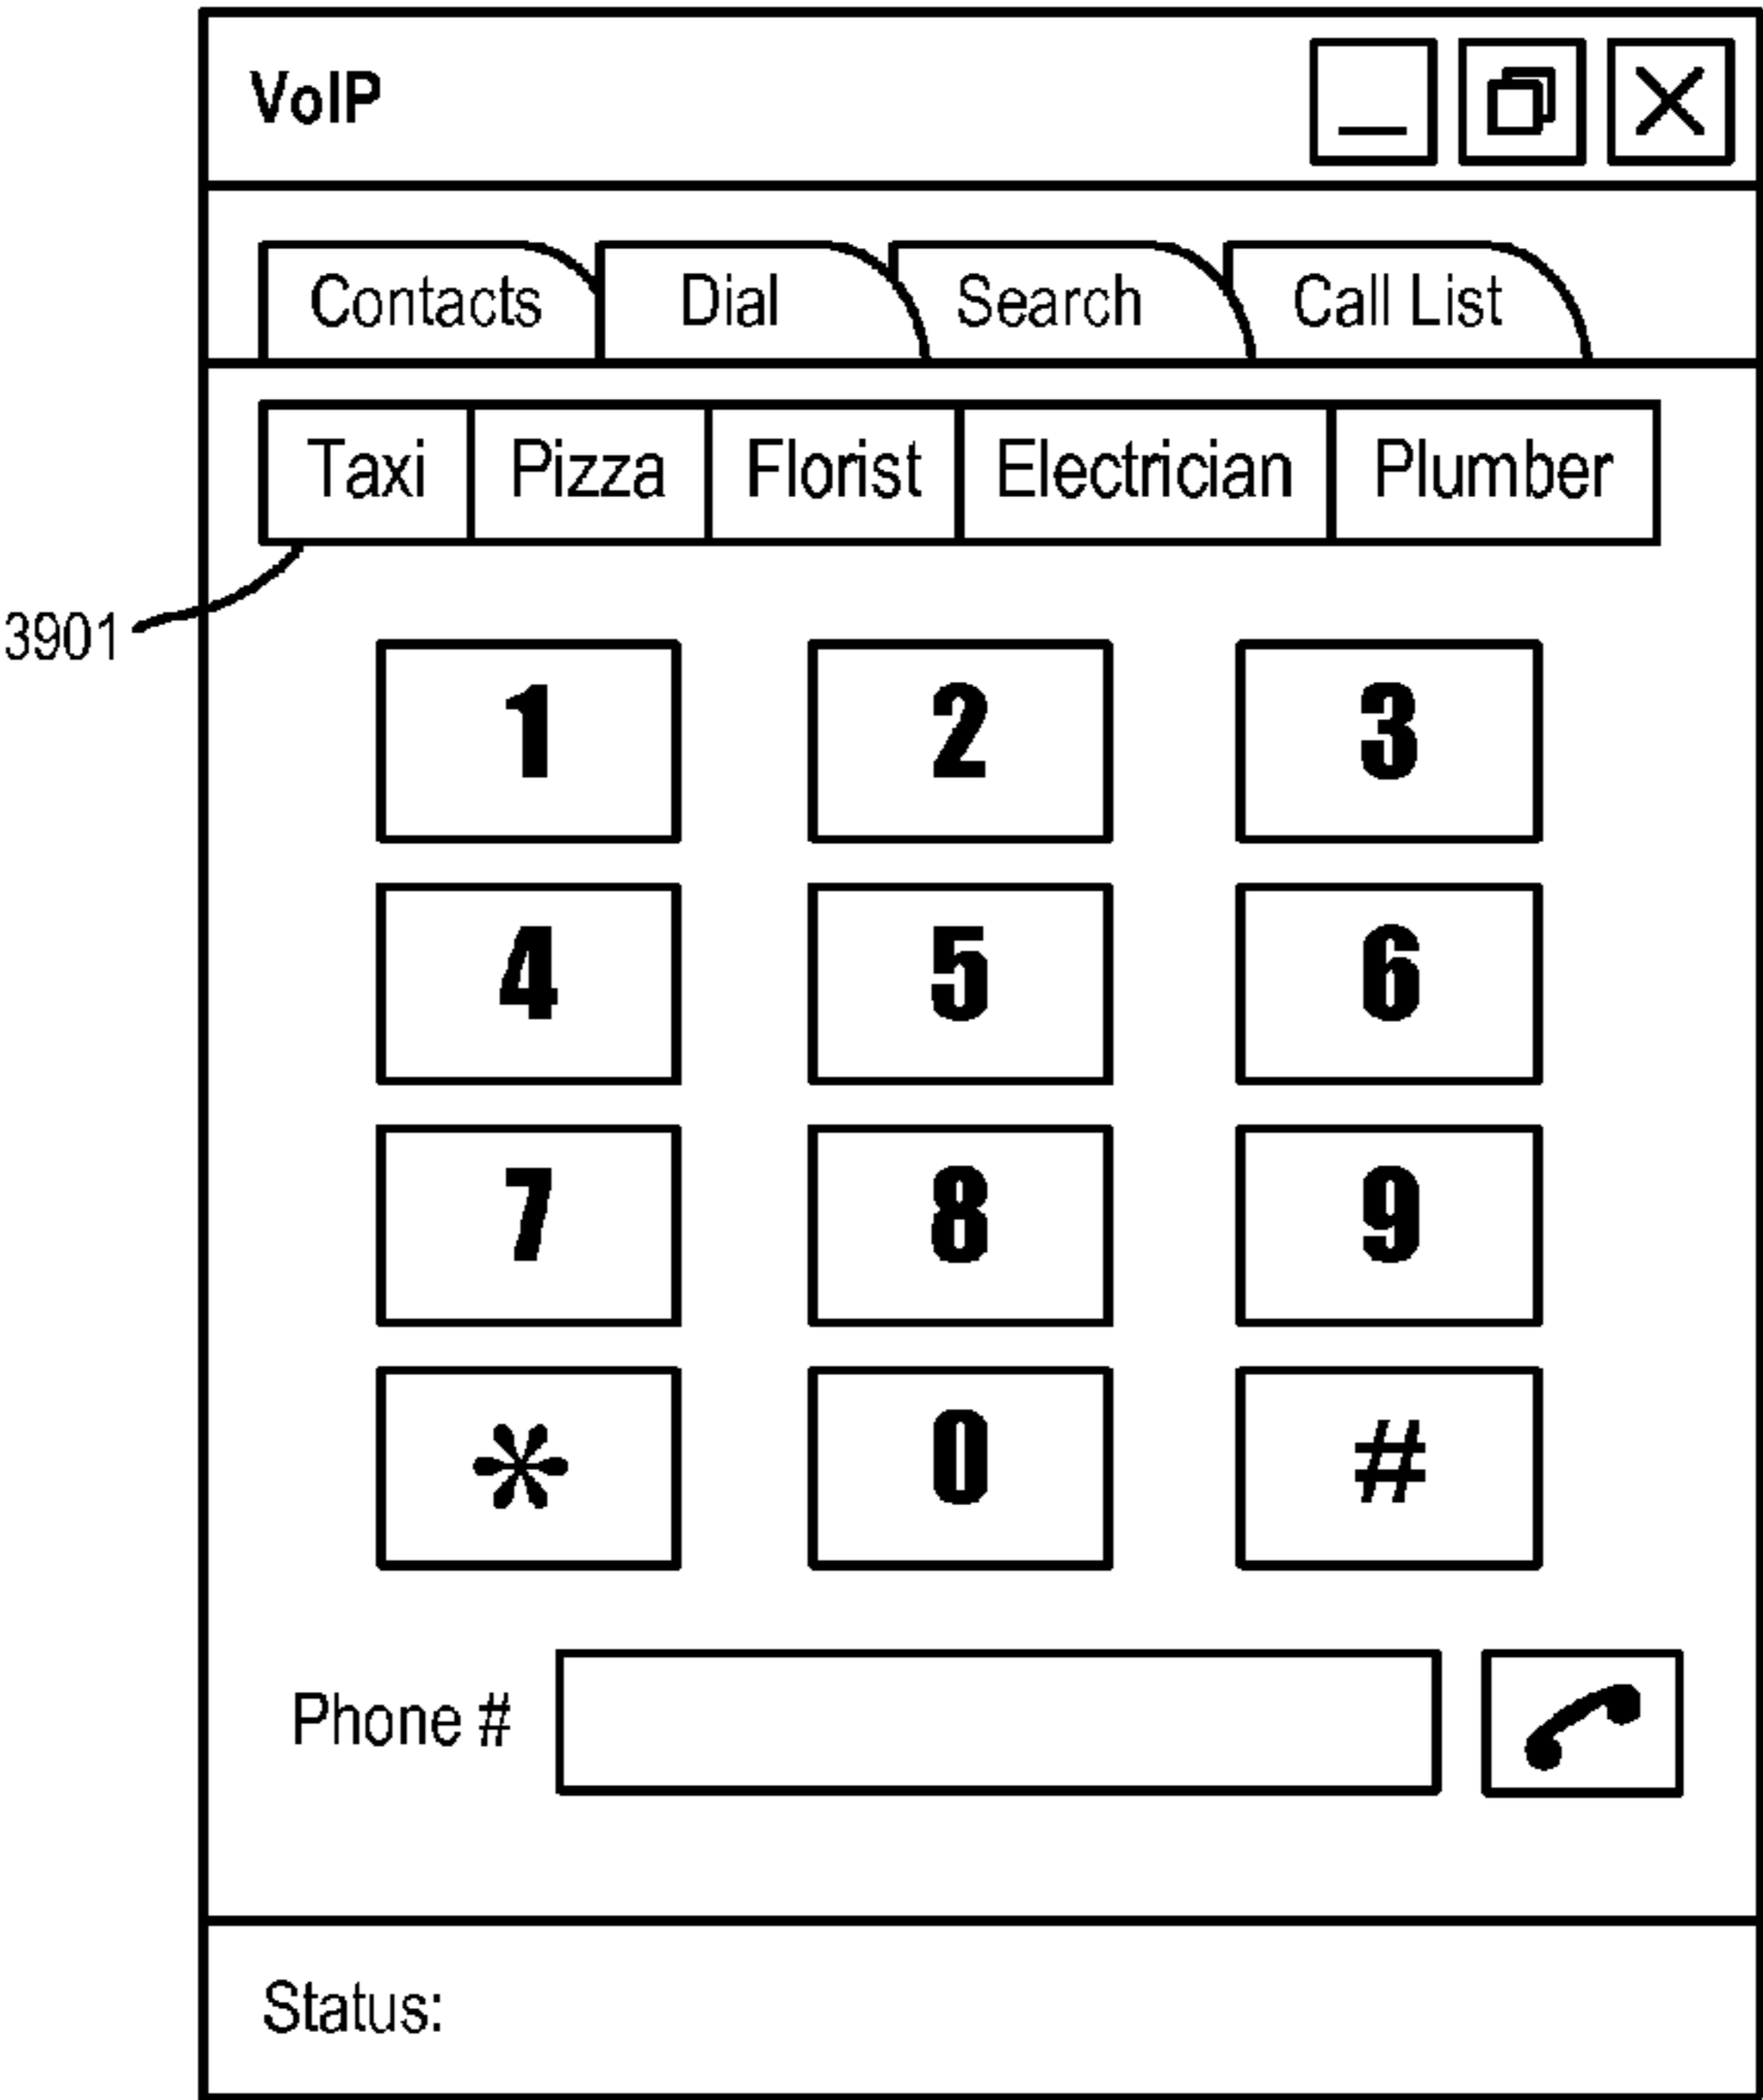 VoIP
Contacts Dial Search Call List
Taxi Pizza Florist Electrician Plumber
3901
1 2 3
4 5 6
7 8 9
* 0 #
Phone #
Status: